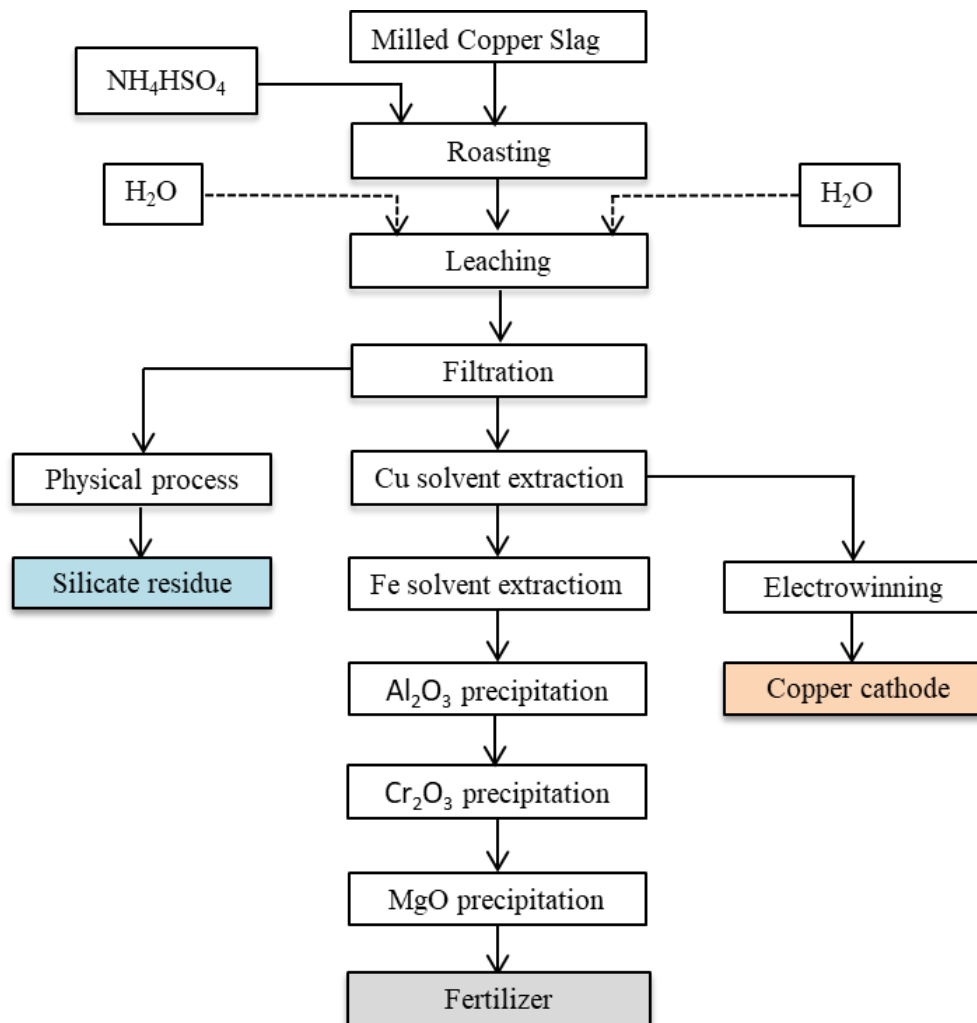 Milled Copper Slag
NH₄HSO₄
Roasting
H₂O
H₂O
Leaching
Filtration
Physical process
Cu solvent extraction
Silicate residue
Fe solvent extractiom
Electrowinning
Al₂O₃ precipitation
Copper cathode
Cr₂O₃ precipitation
MgO precipitation
Fertilizer